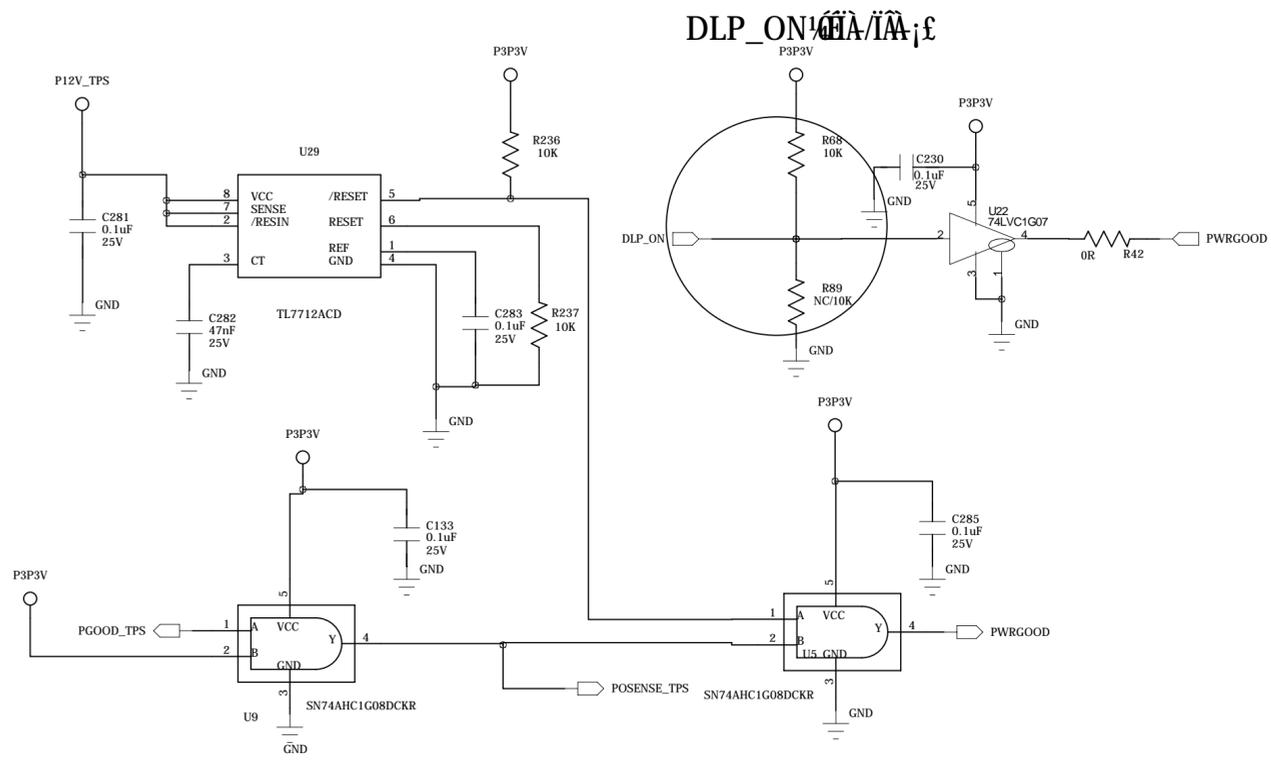 DLP_ON¼
P3P3V
P3P3V
P12V_TPS
P3P3V
R236
10K
R68
10K
C230
0.1uF
25V
GND
U29
8
7
2
3
VCC
SENSE
/RESIN
CT
/RESET
RESET
REF
GND
5
6
1
4
TL7712ACD
C281
0.1uF
25V
GND
C282
47nF
25V
GND
C283
0.1uF
25V
R237
10K
GND
DLP_ON
R89
NC/10K
GND
5
U22
74LVC1G07
2
4
3
1
GND
0R
R42
PWRGOOD
P3P3V
P3P3V
C133
0.1uF
25V
GND
C285
0.1uF
25V
GND
P3P3V
5
PGOOD_TPS
1
2
A
B
VCC
Y
GND
4
3
SN74AHC1G08DCKR
U9
GND
POSENSE_TPS
5
1
2
A
B
VCC
Y
U5
GND
4
PWRGOOD
3
SN74AHC1G08DCKR
GND